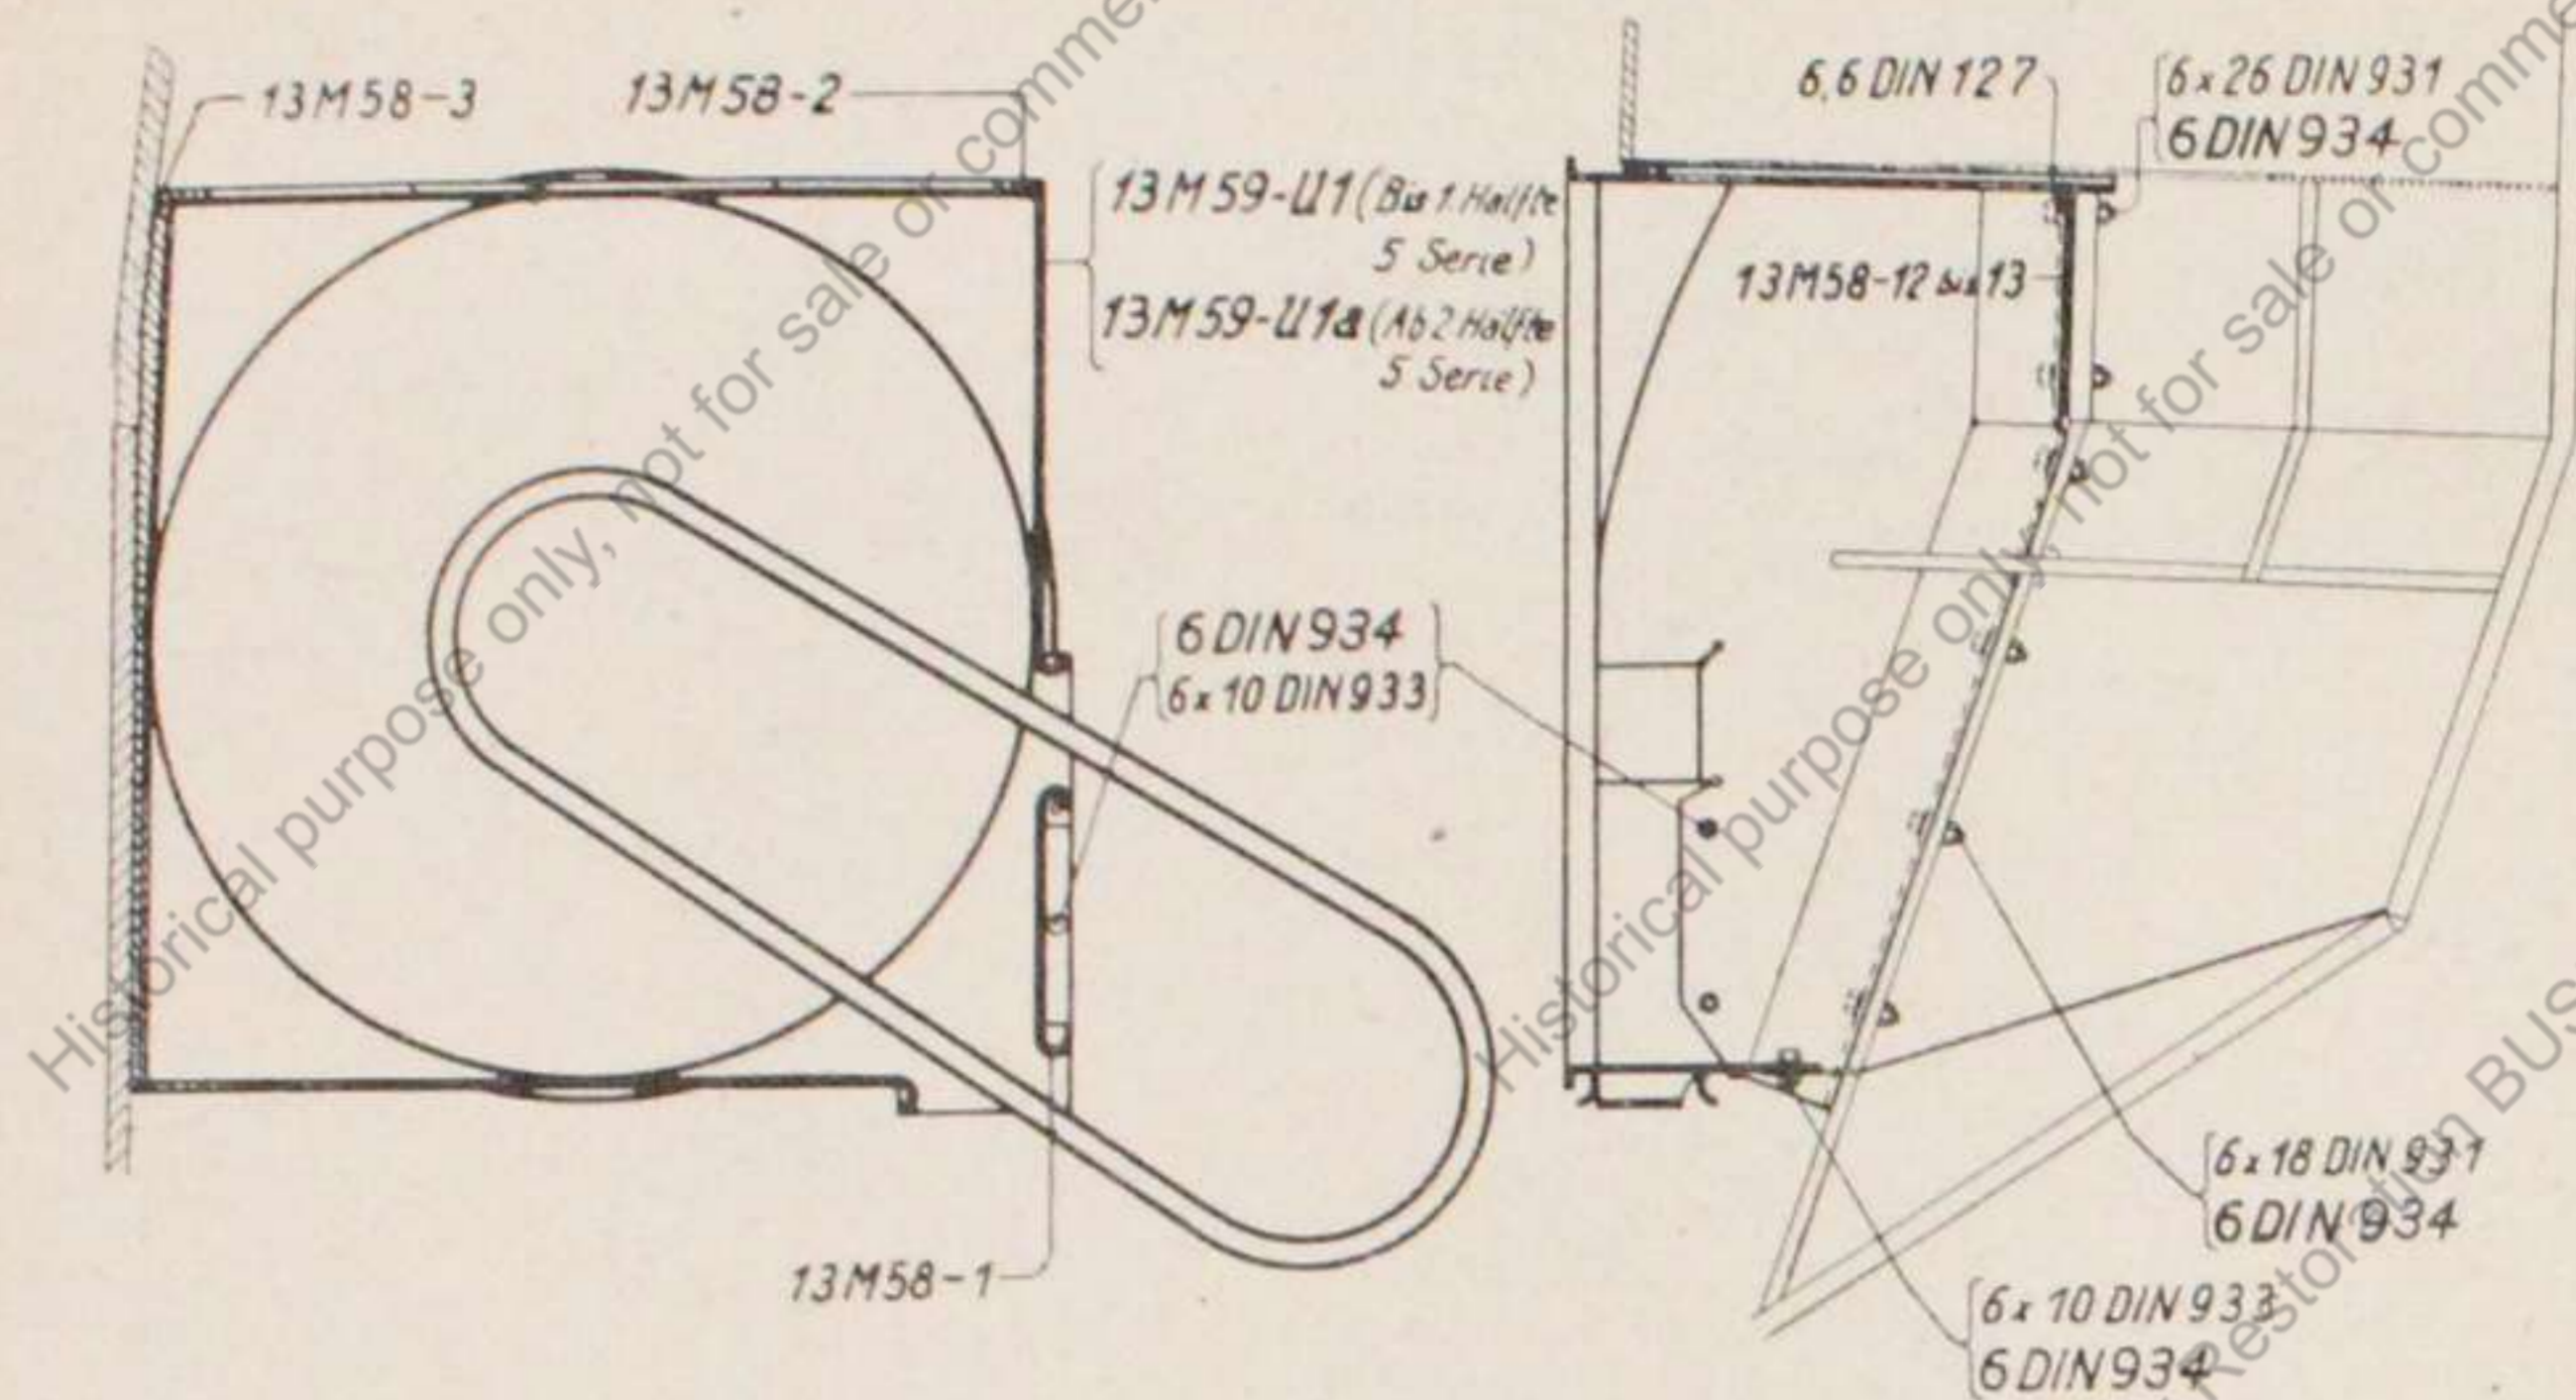 13M58-3
13M58-2
13M59-U1 (Bis 1. Hälfte
5 Serie)
13M59-U1a (Ab 2 Hälfte
5 Serie)
6 DIN 934
6x10 DIN 933
13M58-1
6,6 DIN 127
6x26 DIN 931
6 DIN 934
13M58-12 bis 13
6x18 DIN 931
6 DIN 934
6x10 DIN 933
6 DIN 934
Historical purpose only, not for sale or comme
Historical purpose only, not for sale or comme
Restoration BUS